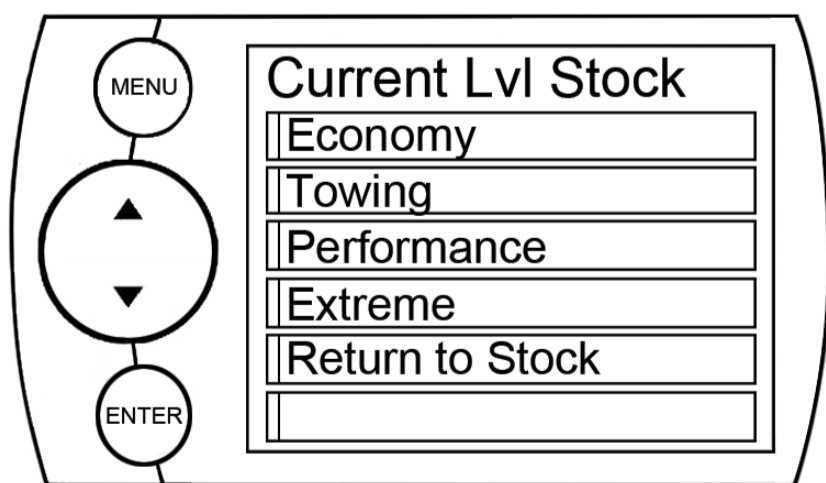 MENU
ENTER
Current Lvl Stock
Economy
Towing
Performance
Extreme
Return to Stock